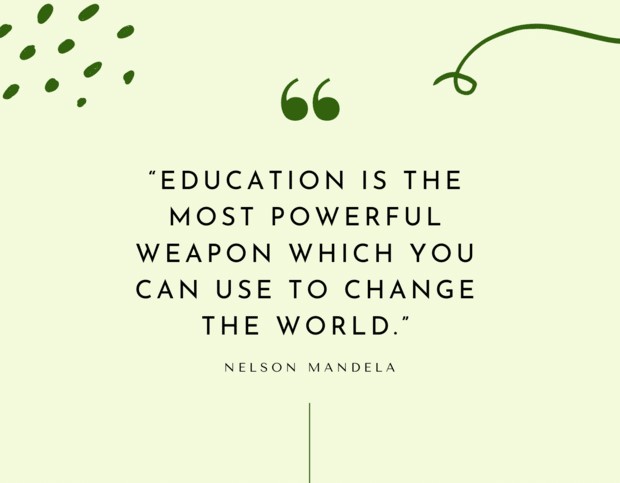 “EDUCATION IS THE
MOST POWERFUL
WEAPON WHICH YOU
CAN USE TO CHANGE
THE WORLD.”
NELSON MANDELA